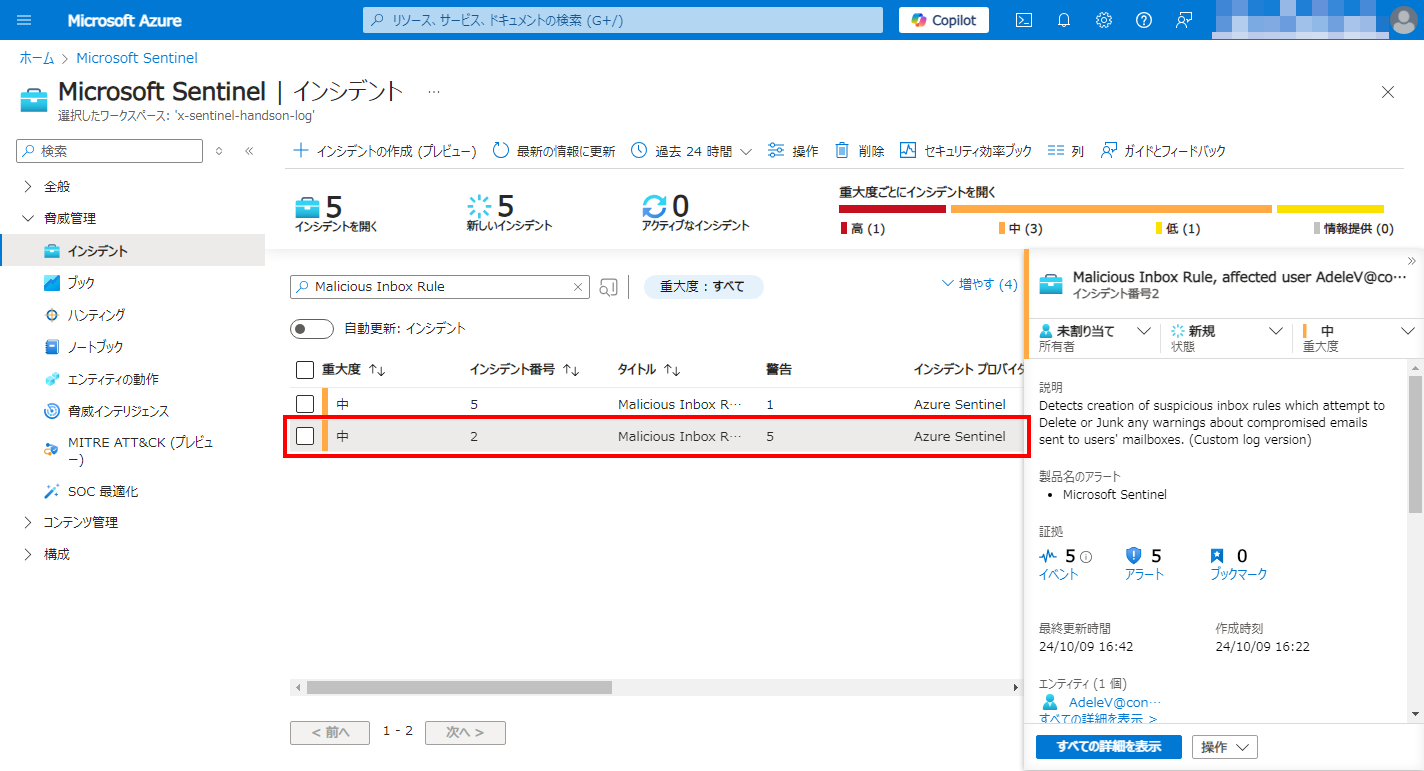 Microsoft Azure
リソース、サービス、ドキュメントの検索 (G+/)
Copilot
ホーム > Microsoft Sentinel
Microsoft Sentinel | インシデント ...
選択したワークスペース: 'x-sentinel-handson-log'
検索
全般
脅威管理
インシデント
ブック
ハンティング
ノートブック
エンティティの動作
脅威インテリジェンス
MITRE ATT&CK (プレビュ
ー)
SOC 最適化
コンテンツ管理
構成
インシデントの作成 (プレビュー) 最新の情報に更新 過去 24 時間 操作 削除 セキュリティ効率ブック 列 ガイドとフィードバック
5
インシデントを開く
5
新しいインシデント
0
アクティブなインシデント
重大度ごとにインシデントを開く
高 (1) 中 (3) 低 (1) 情報提供 (0)
Malicious Inbox Rule
重大度 : すべて
増やす (4)
自動更新: インシデント
重大度 インシデント番号 タイトル 警告 インシデント プロバイダ
中 5 Malicious Inbox R… 1 Azure Sentinel
中 2 Malicious Inbox R… 5 Azure Sentinel
< 前へ 1 - 2 次へ >
Malicious Inbox Rule, affected user AdeleV@co…
インシデント番号2
未割り当て 新規 中
所有者 状態 重大度
説明
Detects creation of suspicious inbox rules which attempt to
Delete or Junk any warnings about compromised emails
sent to users' mailboxes. (Custom log version)
製品名のアラート
• Microsoft Sentinel
証拠
5 5 0
イベント アラート ブックマーク
最終更新時間 作成時刻
24/10/09 16:42 24/10/09 16:22
エンティティ (1 個)
AdeleV@con…
すべての詳細を表示 >
すべての詳細を表示 操作